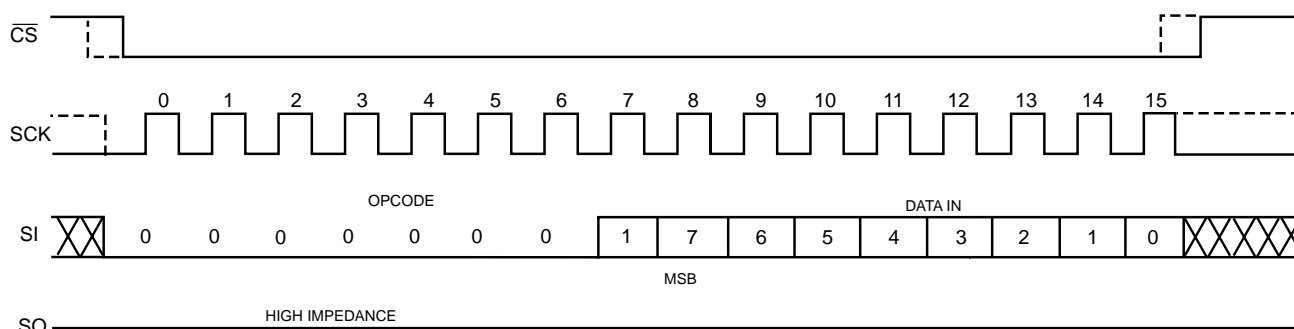 CS
0 1 2 3 4 5 6 7 8 9 10 11 12 13 14 15
SCK
OPCODE DATA IN
SI 0 0 0 0 0 0 0 1 7 6 5 4 3 2 1 0
MSB
HIGH IMPEDANCE
SO